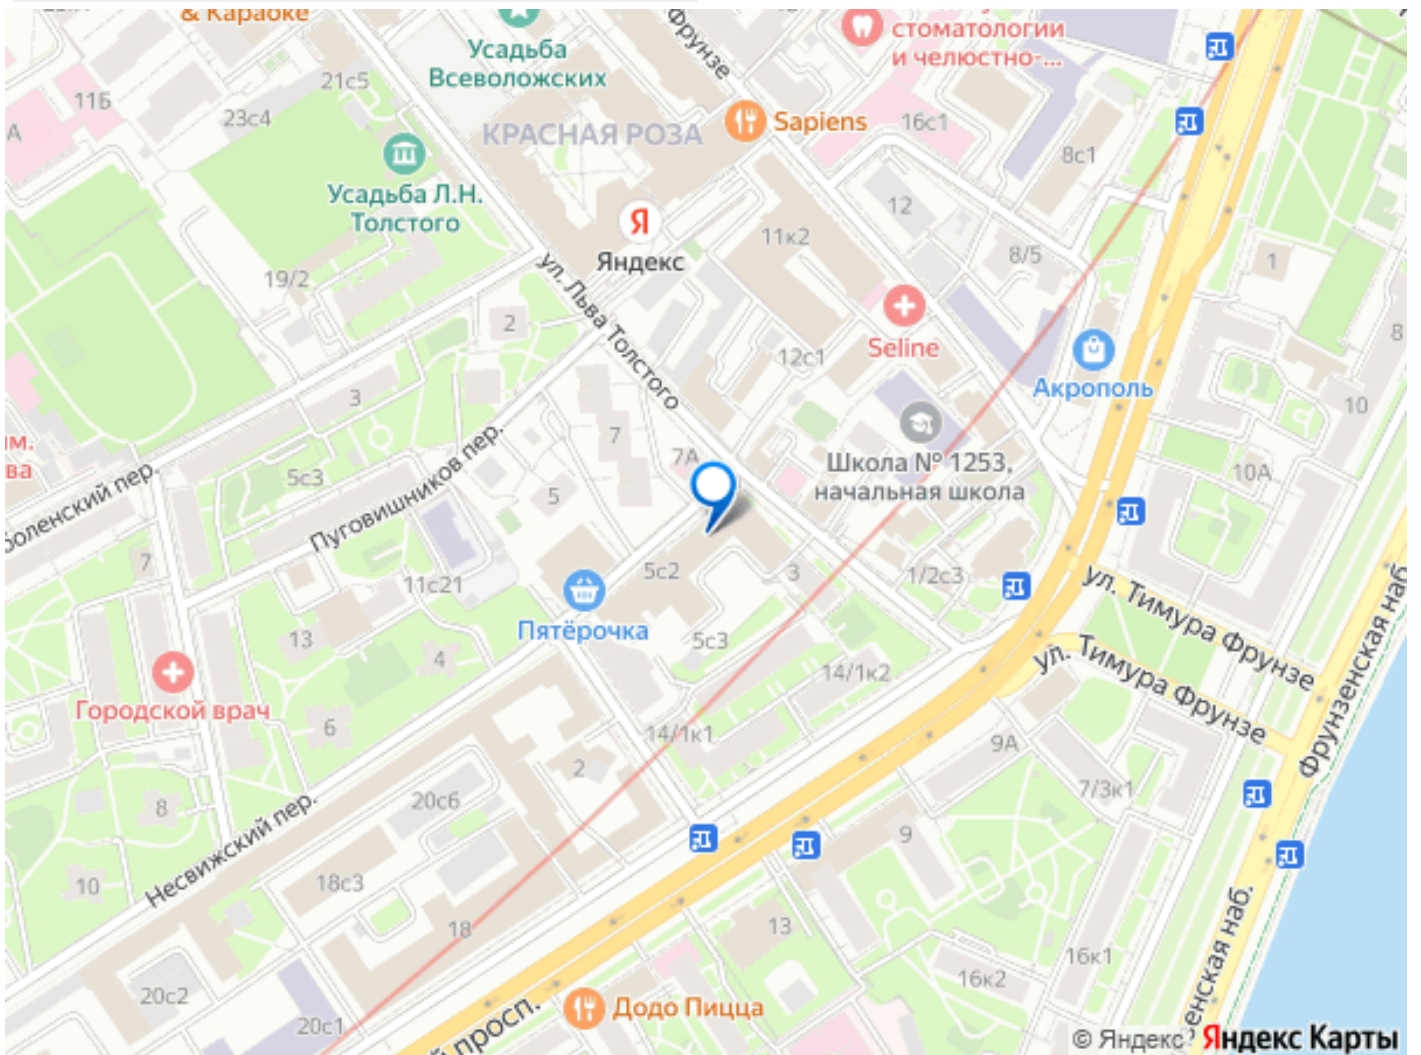 & Караоке
Усадьба
Всеволожских
Фрунзе
стоматологии
и челюстно-...
21с5
11Б
23с4
КРАСНАЯ РОЗА
Sapiens
16с1
8с1
Усадьба Л.Н.
Толстого
12
11к2
8/5
1
Яндекс
19/2
ул. Льва Толстого
2
Seline
12с1
8
Акрополь
3
10
7
7А
Школа № 1253,
начальная школа
10А
5с3
5
Пуговишников пер.
7
11с21
5с2
3
1/2с3
ул. Тимура Фрунзе
Пятёрочка
13
4
5с3
14/1к2
ул. Тимура Фрунзе
Фрунзенская наб.
Городской врач
6
14/1к1
9А
2
7/3к1
8
20с6
9
Несвижский пер.
10
18с3
18
13
16к1
16к2
20с2
20с1
Додо Пицца
просп.
© Яндекс
Яндекс Карты